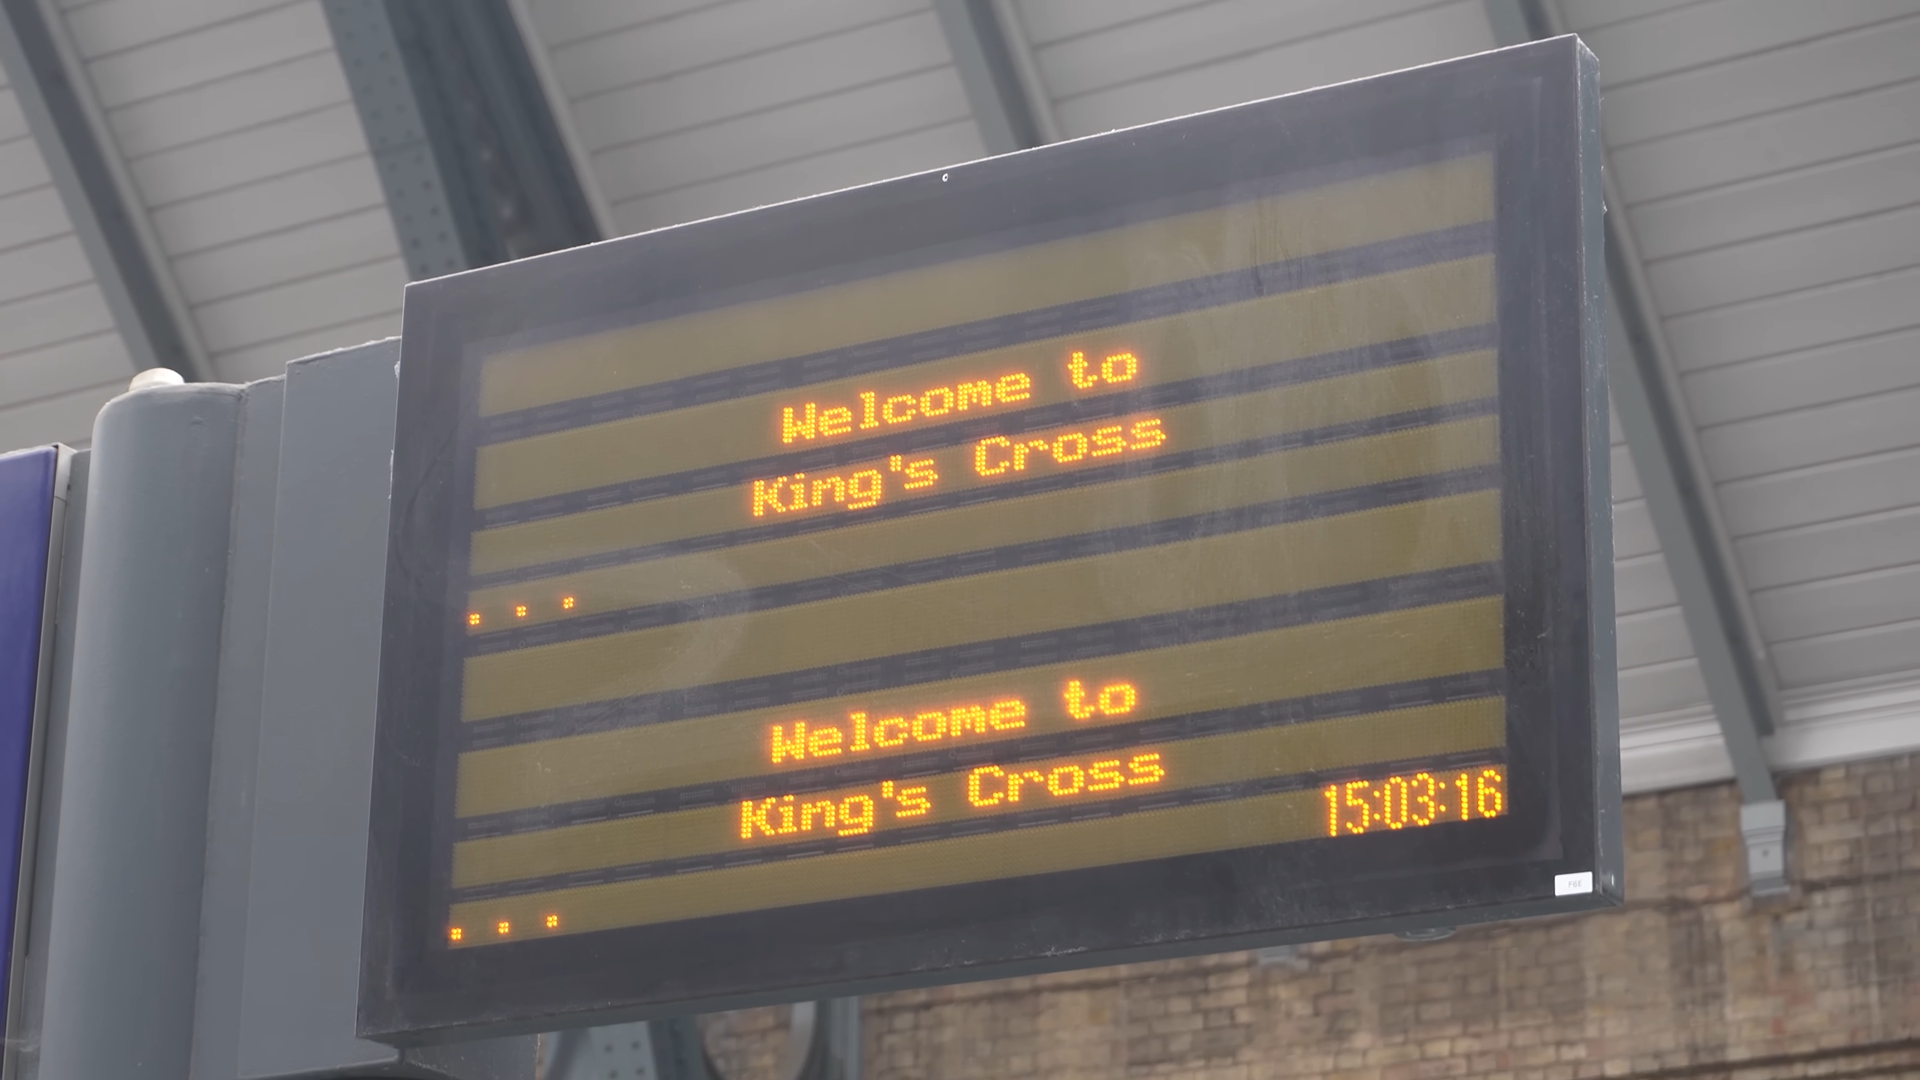 Welcome to
King's Cross
. . .
Welcome to
King's Cross
15:03:16
. . .